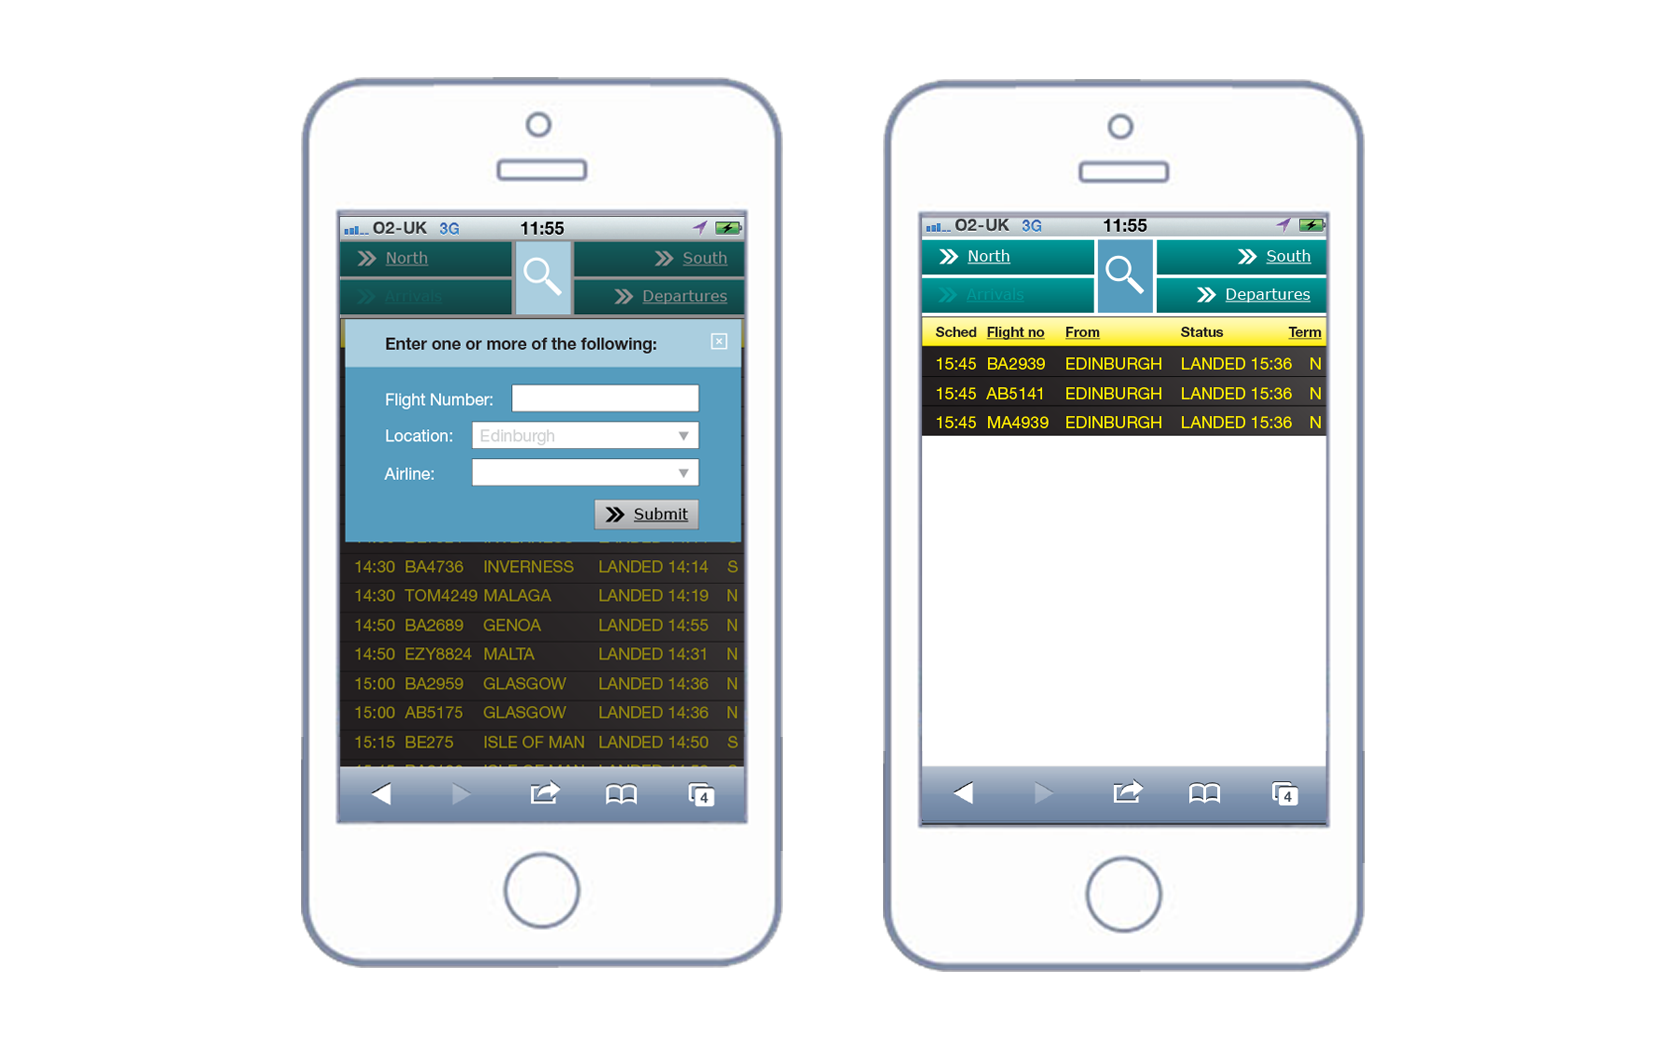 O2-UK 3G 11:55
North South
Arrivals Departures
Enter one or more of the following:
Flight Number:
Location: Edinburgh
Airline:
Submit
14:30 BA4736 INVERNESS LANDED 14:14 S
14:30 TOM4249 MALAGA LANDED 14:19 N
14:50 BA2689 GENOA LANDED 14:55 N
14:50 EZY8824 MALTA LANDED 14:31 N
15:00 BA2959 GLASGOW LANDED 14:36 N
15:00 AB5175 GLASGOW LANDED 14:36 N
15:15 BE275 ISLE OF MAN LANDED 14:50 S
4
O2-UK 3G 11:55
North South
Arrivals Departures
Sched Flight no From Status Term
15:45 BA2939 EDINBURGH LANDED 15:36 N
15:45 AB5141 EDINBURGH LANDED 15:36 N
15:45 MA4939 EDINBURGH LANDED 15:36 N
4